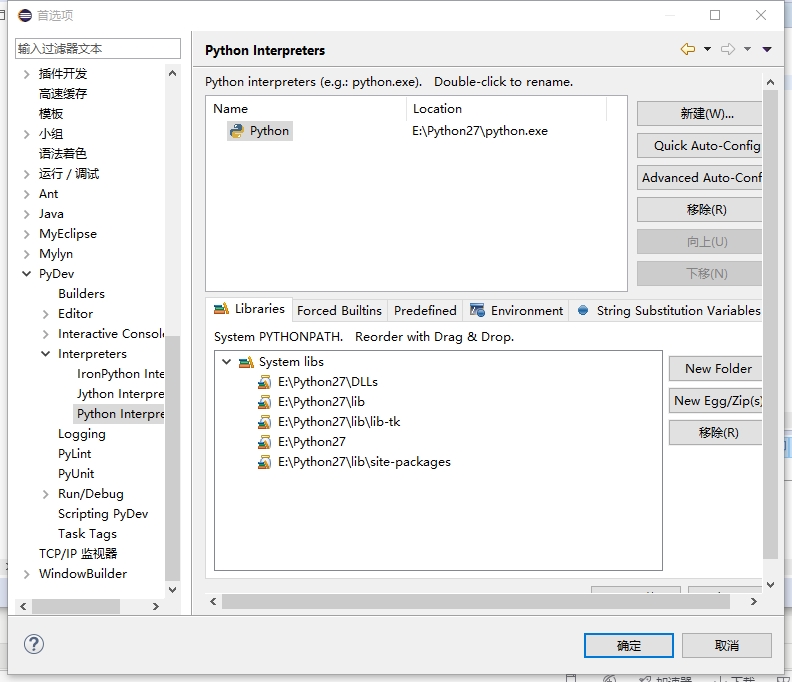 首选项
输入过滤器文本
插件开发
高速缓存
模板
小组
语法着色
运行 / 调试
Ant
Java
MyEclipse
Mylyn
PyDev
Builders
Editor
Interactive Consol
Interpreters
IronPython Inte
Jython Interpre
Python Interpre
Logging
PyLint
PyUnit
Run/Debug
Scripting PyDev
Task Tags
TCP/IP 监视器
WindowBuilder
Python Interpreters
Python interpreters (e.g.: python.exe).   Double-click to rename.
Name Location
Python E:\Python27\python.exe
新建(W)...
Quick Auto-Config
Advanced Auto-Conf
移除(R)
向上(U)
下移(N)
Libraries Forced Builtins Predefined Environment String Substitution Variables
System PYTHONPATH.   Reorder with Drag & Drop.
System libs
E:\Python27\DLLs
E:\Python27\lib
E:\Python27\lib\lib-tk
E:\Python27
E:\Python27\lib\site-packages
New Folder
New Egg/Zip(s)
移除(R)
确定 取消